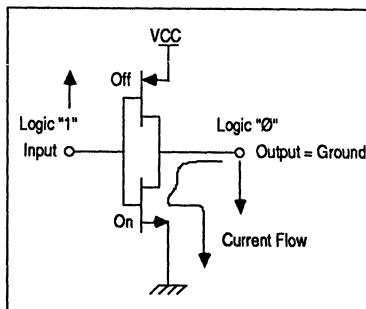 VCC
Off
Logic "1"
Logic "Ø"
Input
Output = Ground
On
Current Flow